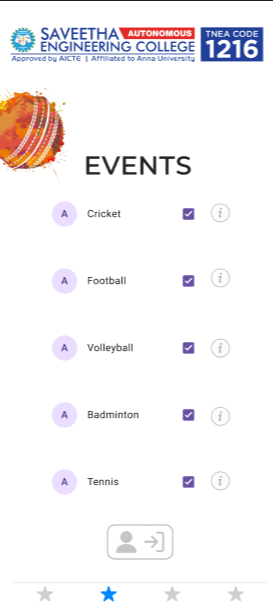 SAVEETHA AUTONOMOUS
ENGINEERING COLLEGE
Approved by AICTE | Affiliated to Anna University
TNEA CODE
1216
EVENTS
A Cricket i
A Football i
A Volleyball i
A Badminton i
A Tennis i